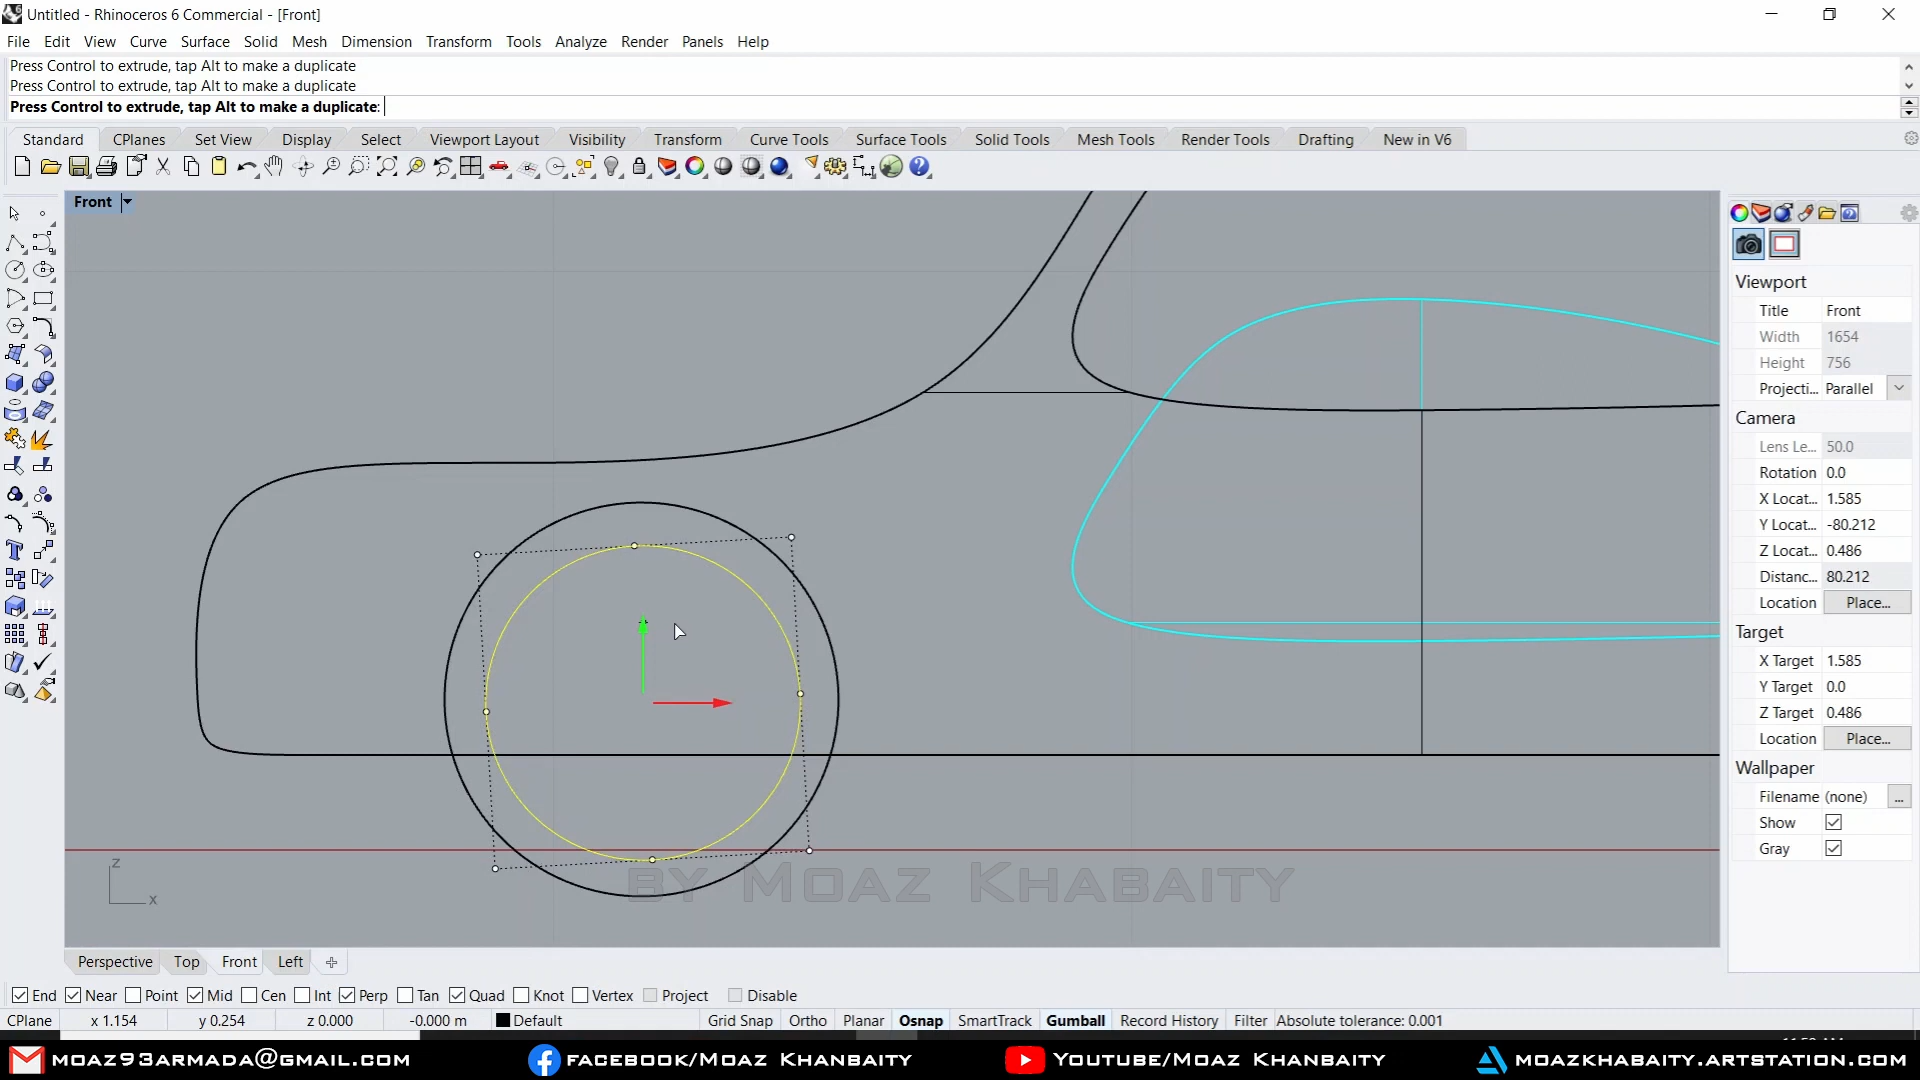 Untitled - Rhinoceros 6 Commercial - [Front]
File Edit View Curve Surface Solid Mesh Dimension Transform Tools Analyze Render Panels Help
Press Control to extrude, tap Alt to make a duplicate
Press Control to extrude, tap Alt to make a duplicate
Press Control to extrude, tap Alt to make a duplicate:
Standard CPlanes Set View Display Select Viewport Layout Visibility Transform Curve Tools Surface Tools Solid Tools Mesh Tools Render Tools Drafting New in V6
Front
Viewport
Title Front
Width 1654
Height 756
Projecti... Parallel
Camera
Lens Le... 50.0
Rotation 0.0
X Locat... 1.585
Y Locat... -80.212
Z Locat... 0.486
Distanc... 80.212
Location Place...
Target
X Target 1.585
Y Target 0.0
Z Target 0.486
Location Place...
Wallpaper
Filename (none) ...
Show
Gray
z
x
by Moaz Khabaity
Perspective Top Front Left
End Near Point Mid Cen Int Perp Tan Quad Knot Vertex Project Disable
CPlane x 1.154 y 0.254 z 0.000 -0.000 m Default Grid Snap Ortho Planar Osnap SmartTrack Gumball Record History Filter Absolute tolerance: 0.001
moaz93armada@gmail.com facebook/Moaz Khanbaity Youtube/Moaz Khanbaity moazkhabaity.artstation.com